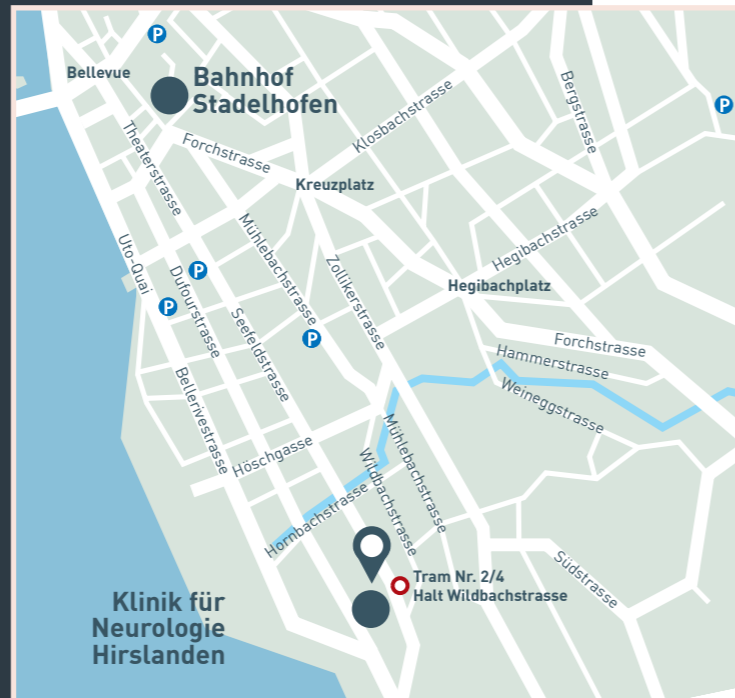 P
Bellevue
Bahnhof
Stadelhofen
P
Klosbachstrasse
Bergstrasse
Theaterstrasse
Forchstrasse
Kreuzplatz
Uto-Quai
Mühlebachstrasse
Zollikerstrasse
Hegibachstrasse
P
P
Dufourstrasse
Seefeldstrasse
Hegibachplatz
P
Forchstrasse
Hammerstrasse
Weineggstrasse
Bellerivestrasse
Höschgasse
Mühlebachstrasse
Wildbachstrasse
Hornbachstrasse
Südstrasse
Tram Nr. 2/4
Halt Wildbachstrasse
Klinik für
Neurologie
Hirslanden